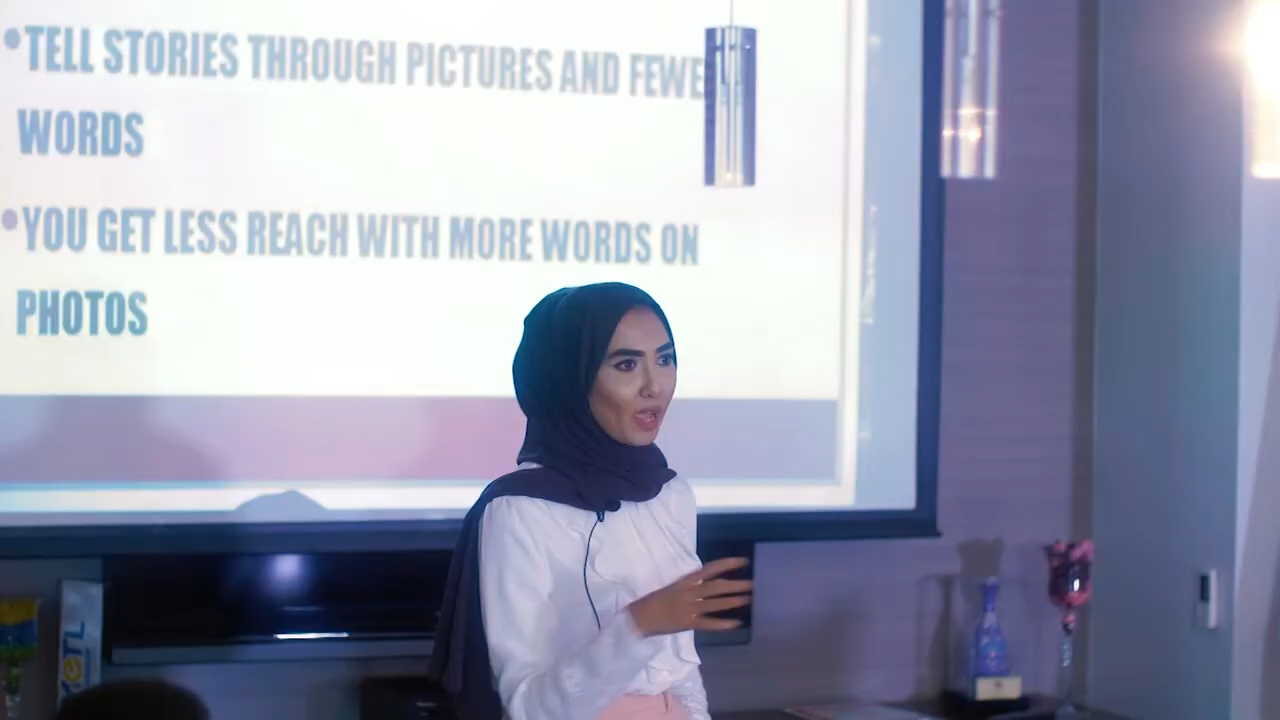 •TELL STORIES THROUGH PICTURES AND FEWE
WORDS
•YOU GET LESS REACH WITH MORE WORDS ON
PHOTOS